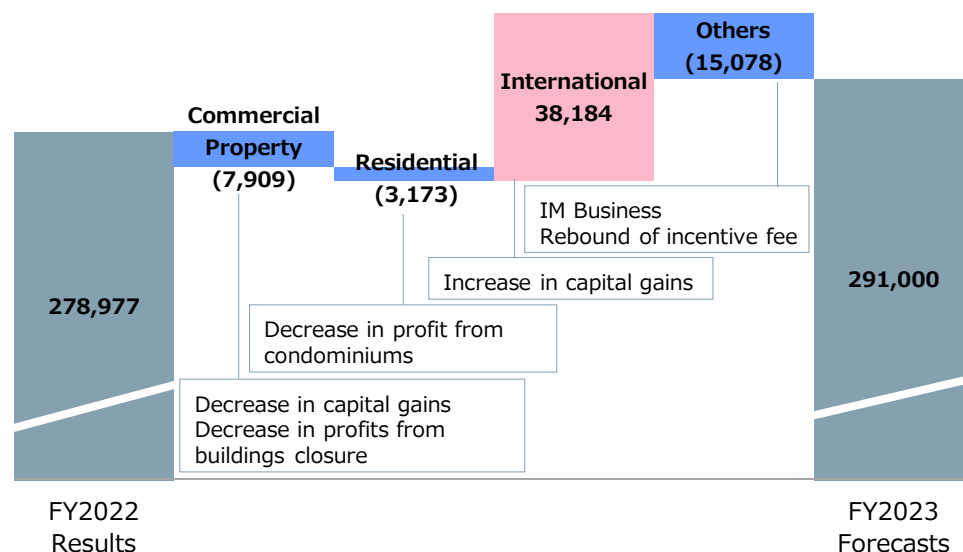 Others
(15,078)
International
38,184
Commercial
Property
(7,909)
Residential
(3,173)
IM Business
Rebound of incentive fee
Increase in capital gains
278,977
291,000
Decrease in profit from
condominiums
Decrease in capital gains
Decrease in profits from
buildings closure
FY2022
Results
FY2023
Forecasts